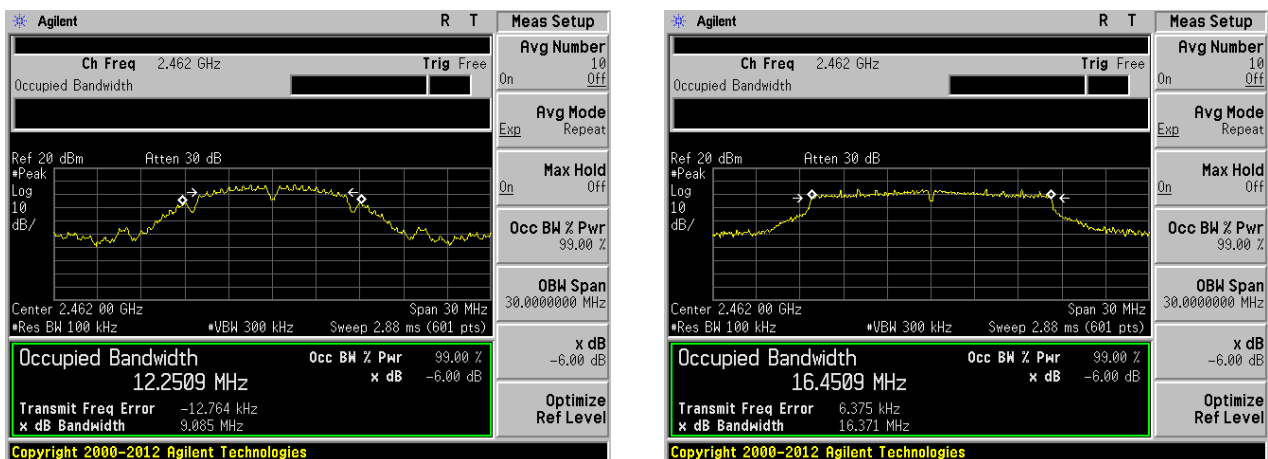 Agilent R T
Ch Freq 2.462 GHz Trig Free
Occupied Bandwidth
Ref 20 dBm Atten 30 dB
#Peak
Log
10
dB/
Center 2.462 00 GHz Span 30 MHz
#Res BW 100 kHz #VBW 300 kHz Sweep 2.88 ms (601 pts)
Occupied Bandwidth Occ BW % Pwr 99.00 %
12.2509 MHz x dB -6.00 dB
Transmit Freq Error -12.764 kHz
x dB Bandwidth 9.085 MHz
Copyright 2000-2012 Agilent Technologies
Meas Setup
Avg Number
10
On Off
Avg Mode
Exp Repeat
Max Hold
On Off
Occ BW % Pwr
99.00 %
OBW Span
30.0000000 MHz
x dB
-6.00 dB
Optimize
Ref Level
Agilent R T
Ch Freq 2.462 GHz Trig Free
Occupied Bandwidth
Ref 20 dBm Atten 30 dB
#Peak
Log
10
dB/
Center 2.462 00 GHz Span 30 MHz
#Res BW 100 kHz #VBW 300 kHz Sweep 2.88 ms (601 pts)
Occupied Bandwidth Occ BW % Pwr 99.00 %
16.4509 MHz x dB -6.00 dB
Transmit Freq Error 6.375 kHz
x dB Bandwidth 16.371 MHz
Copyright 2000-2012 Agilent Technologies
Meas Setup
Avg Number
10
On Off
Avg Mode
Exp Repeat
Max Hold
On Off
Occ BW % Pwr
99.00 %
OBW Span
30.0000000 MHz
x dB
-6.00 dB
Optimize
Ref Level